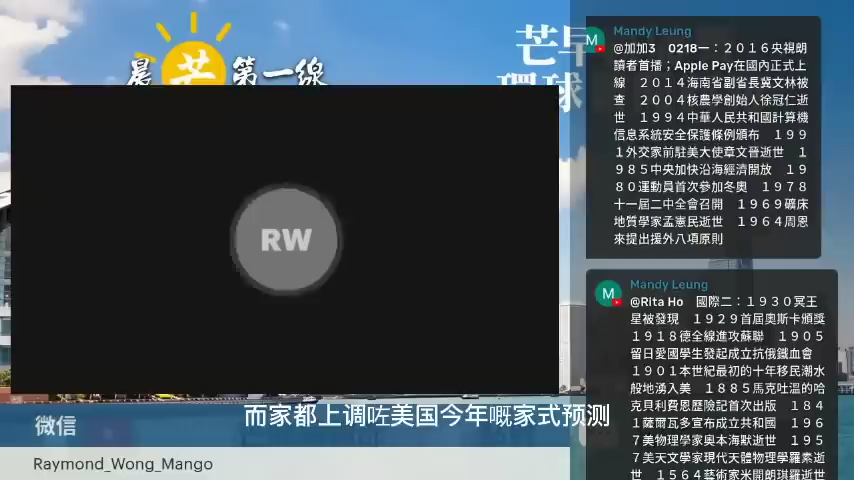 晨芒第一線
芒早
環球
RW
而家都上调咗美国今年嘅家式预测
微信
Raymond_Wong_Mango
M
Mandy Leung
@加加3 0218一：２０１６央視朗
讀者首播；Apple Pay在國內正式上
線 ２０１４海南省副省長冀文林被
查 ２００４核農學創始人徐冠仁逝
世 １９９４中華人民共和國計算機
信息系統安全保護條例頒布 １９９
１外交家前駐美大使章文晉逝世 １
９８５中央加快沿海經濟開放 １９
８０運動員首次參加冬奧 １９７８
十一屆二中全會召開 １９６９礦床
地質學家孟憲民逝世 １９６４周恩
來提出援外八項原則
M
Mandy Leung
@Rita Ho 國際二：１９３０冥王
星被發現 １９２９首屆奧斯卡頒獎
１９１８德全線進攻蘇聯 １９０５
留日愛國學生發起成立抗俄鐵血會
１９０１本世紀最初的十年移民潮水
般地湧入美 １８８５馬克吐溫的哈
克貝利費恩歷險記首次出版 １８４
１薩爾瓦多宣布成立共和國 １９６
７美物理學家奧本海默逝世 １９５
７美天文學家現代天體物理學羅素逝
世 １５６４藝術家米開朗琪羅逝世